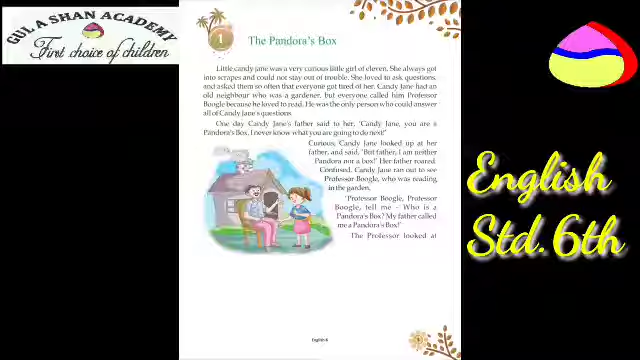 GUL A SHAN ACADEMY
First choice of children
1
The Pandora's Box
Little candy jane was a very curious little girl of eleven. She always got
into scrapes and could not stay out of trouble. She loved to ask questions,
and asked them so often that everyone got tired of her. Candy Jane had an
old neighbour who was a gardener, but everyone called him Professor
Boogle because he loved to read. He was the only person who could answer
all of Candy Jane's questions.
One day Candy Jane's father said to her, 'Candy Jane, you are a
Pandora's Box. I never know what you are going to do next!'
Curious, Candy Jane looked up at her
father, and said, 'But father, I am neither
Pandora nor a box!' Her father roared.
Confused, Candy Jane ran out to see
Professor Boogle, who was reading
in the garden.
'Professor Boogle, Professor
Boogle, tell me - Who is a
Pandora's Box? My father called
me a Pandora's Box!'
The Professor looked at
English-6
English
Std. 6th